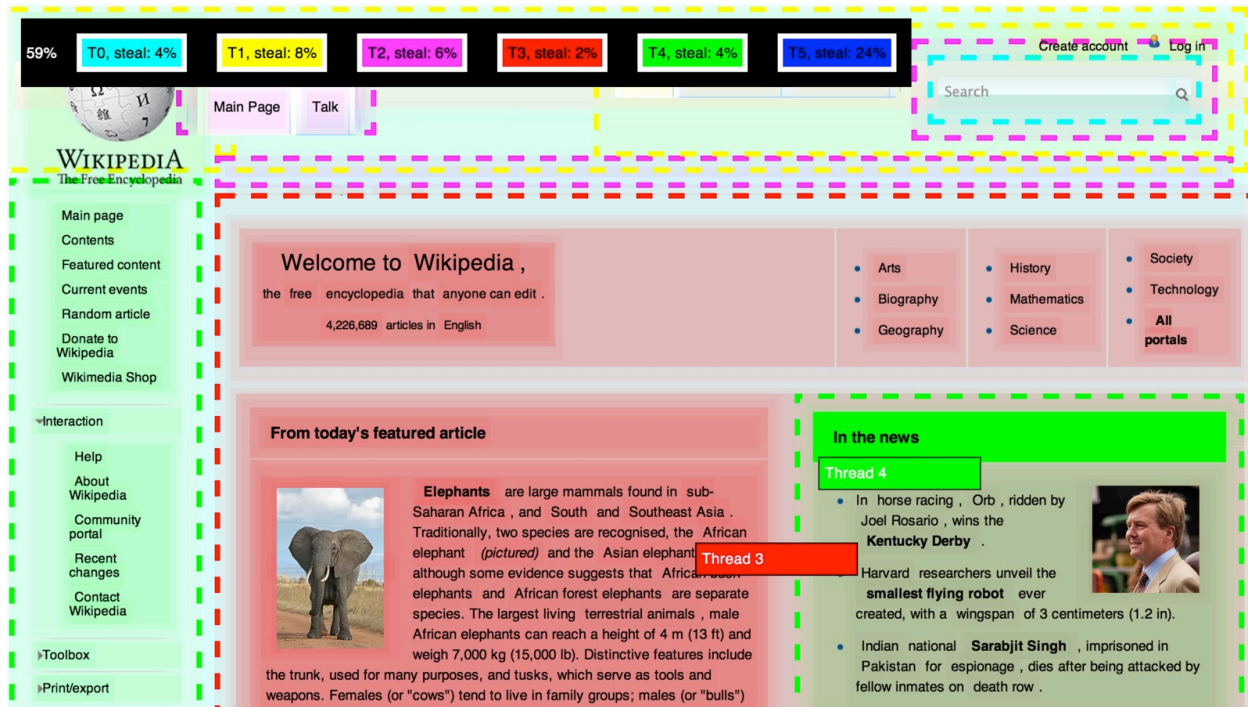 59%
T0, steal: 4%
T1, steal: 8%
T2, steal: 6%
T3, steal: 2%
T4, steal: 4%
T5, steal: 24%
Create account
Log in
Search
Main Page
Talk
Ω
И
維
7
WIKIPEDIA
The Free Encyclopedia
Main page
Contents
Featured content
Current events
Random article
Donate to
Wikipedia
Wikimedia Shop
Interaction
Help
About
Wikipedia
Community
portal
Recent
changes
Contact
Wikipedia
Toolbox
Print/export
Welcome to Wikipedia ,
the free encyclopedia that anyone can edit .
4,226,689 articles in English
Arts
Biography
Geography
History
Mathematics
Science
Society
Technology
All
portals
From today's featured article
Elephants are large mammals found in sub-
Saharan Africa , and South and Southeast Asia .
Traditionally, two species are recognised, the African
elephant (pictured) and the Asian elephant
although some evidence suggests that African bush
elephants and African forest elephants are separate
species. The largest living terrestrial animals , male
African elephants can reach a height of 4 m (13 ft) and
weigh 7,000 kg (15,000 lb). Distinctive features include
the trunk, used for many purposes, and tusks, which serve as tools and
weapons. Females (or "cows") tend to live in family groups; males (or "bulls")
Thread 3
In the news
Thread 4
In horse racing , Orb , ridden by
Joel Rosario , wins the
Kentucky Derby .
Harvard researchers unveil the
smallest flying robot ever
created, with a wingspan of 3 centimeters (1.2 in).
Indian national Sarabjit Singh , imprisoned in
Pakistan for espionage , dies after being attacked by
fellow inmates on death row .